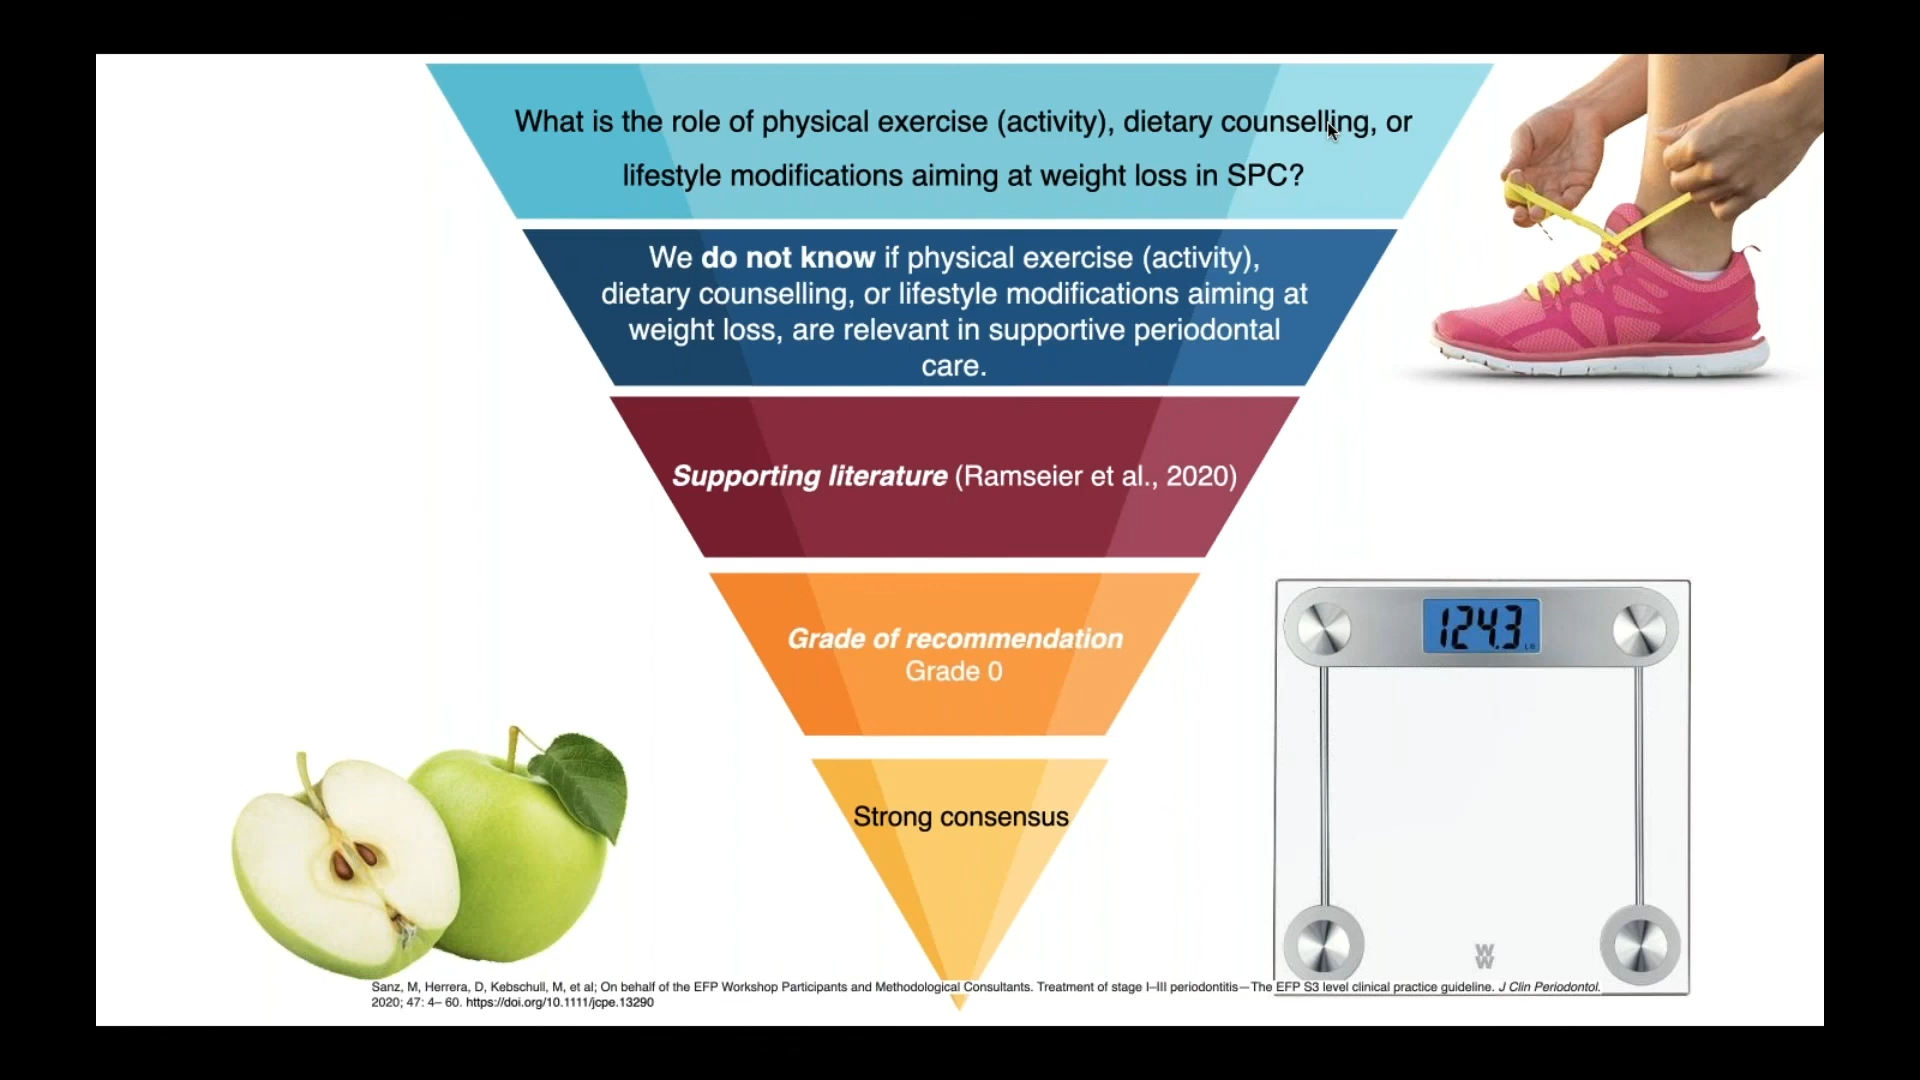 What is the role of physical exercise (activity), dietary counselling, or
lifestyle modifications aiming at weight loss in SPC?
We do not know if physical exercise (activity),
dietary counselling, or lifestyle modifications aiming at
weight loss, are relevant in supportive periodontal
care.
Supporting literature (Ramseier et al., 2020)
Grade of recommendation
Grade 0
Strong consensus
124.3
LB
WW
Sanz, M, Herrera, D, Kebschull, M, et al; On behalf of the EFP Workshop Participants and Methodological Consultants. Treatment of stage I–III periodontitis—The EFP S3 level clinical practice guideline. J Clin Periodontol.
2020; 47: 4– 60. https://doi.org/10.1111/jcpe.13290